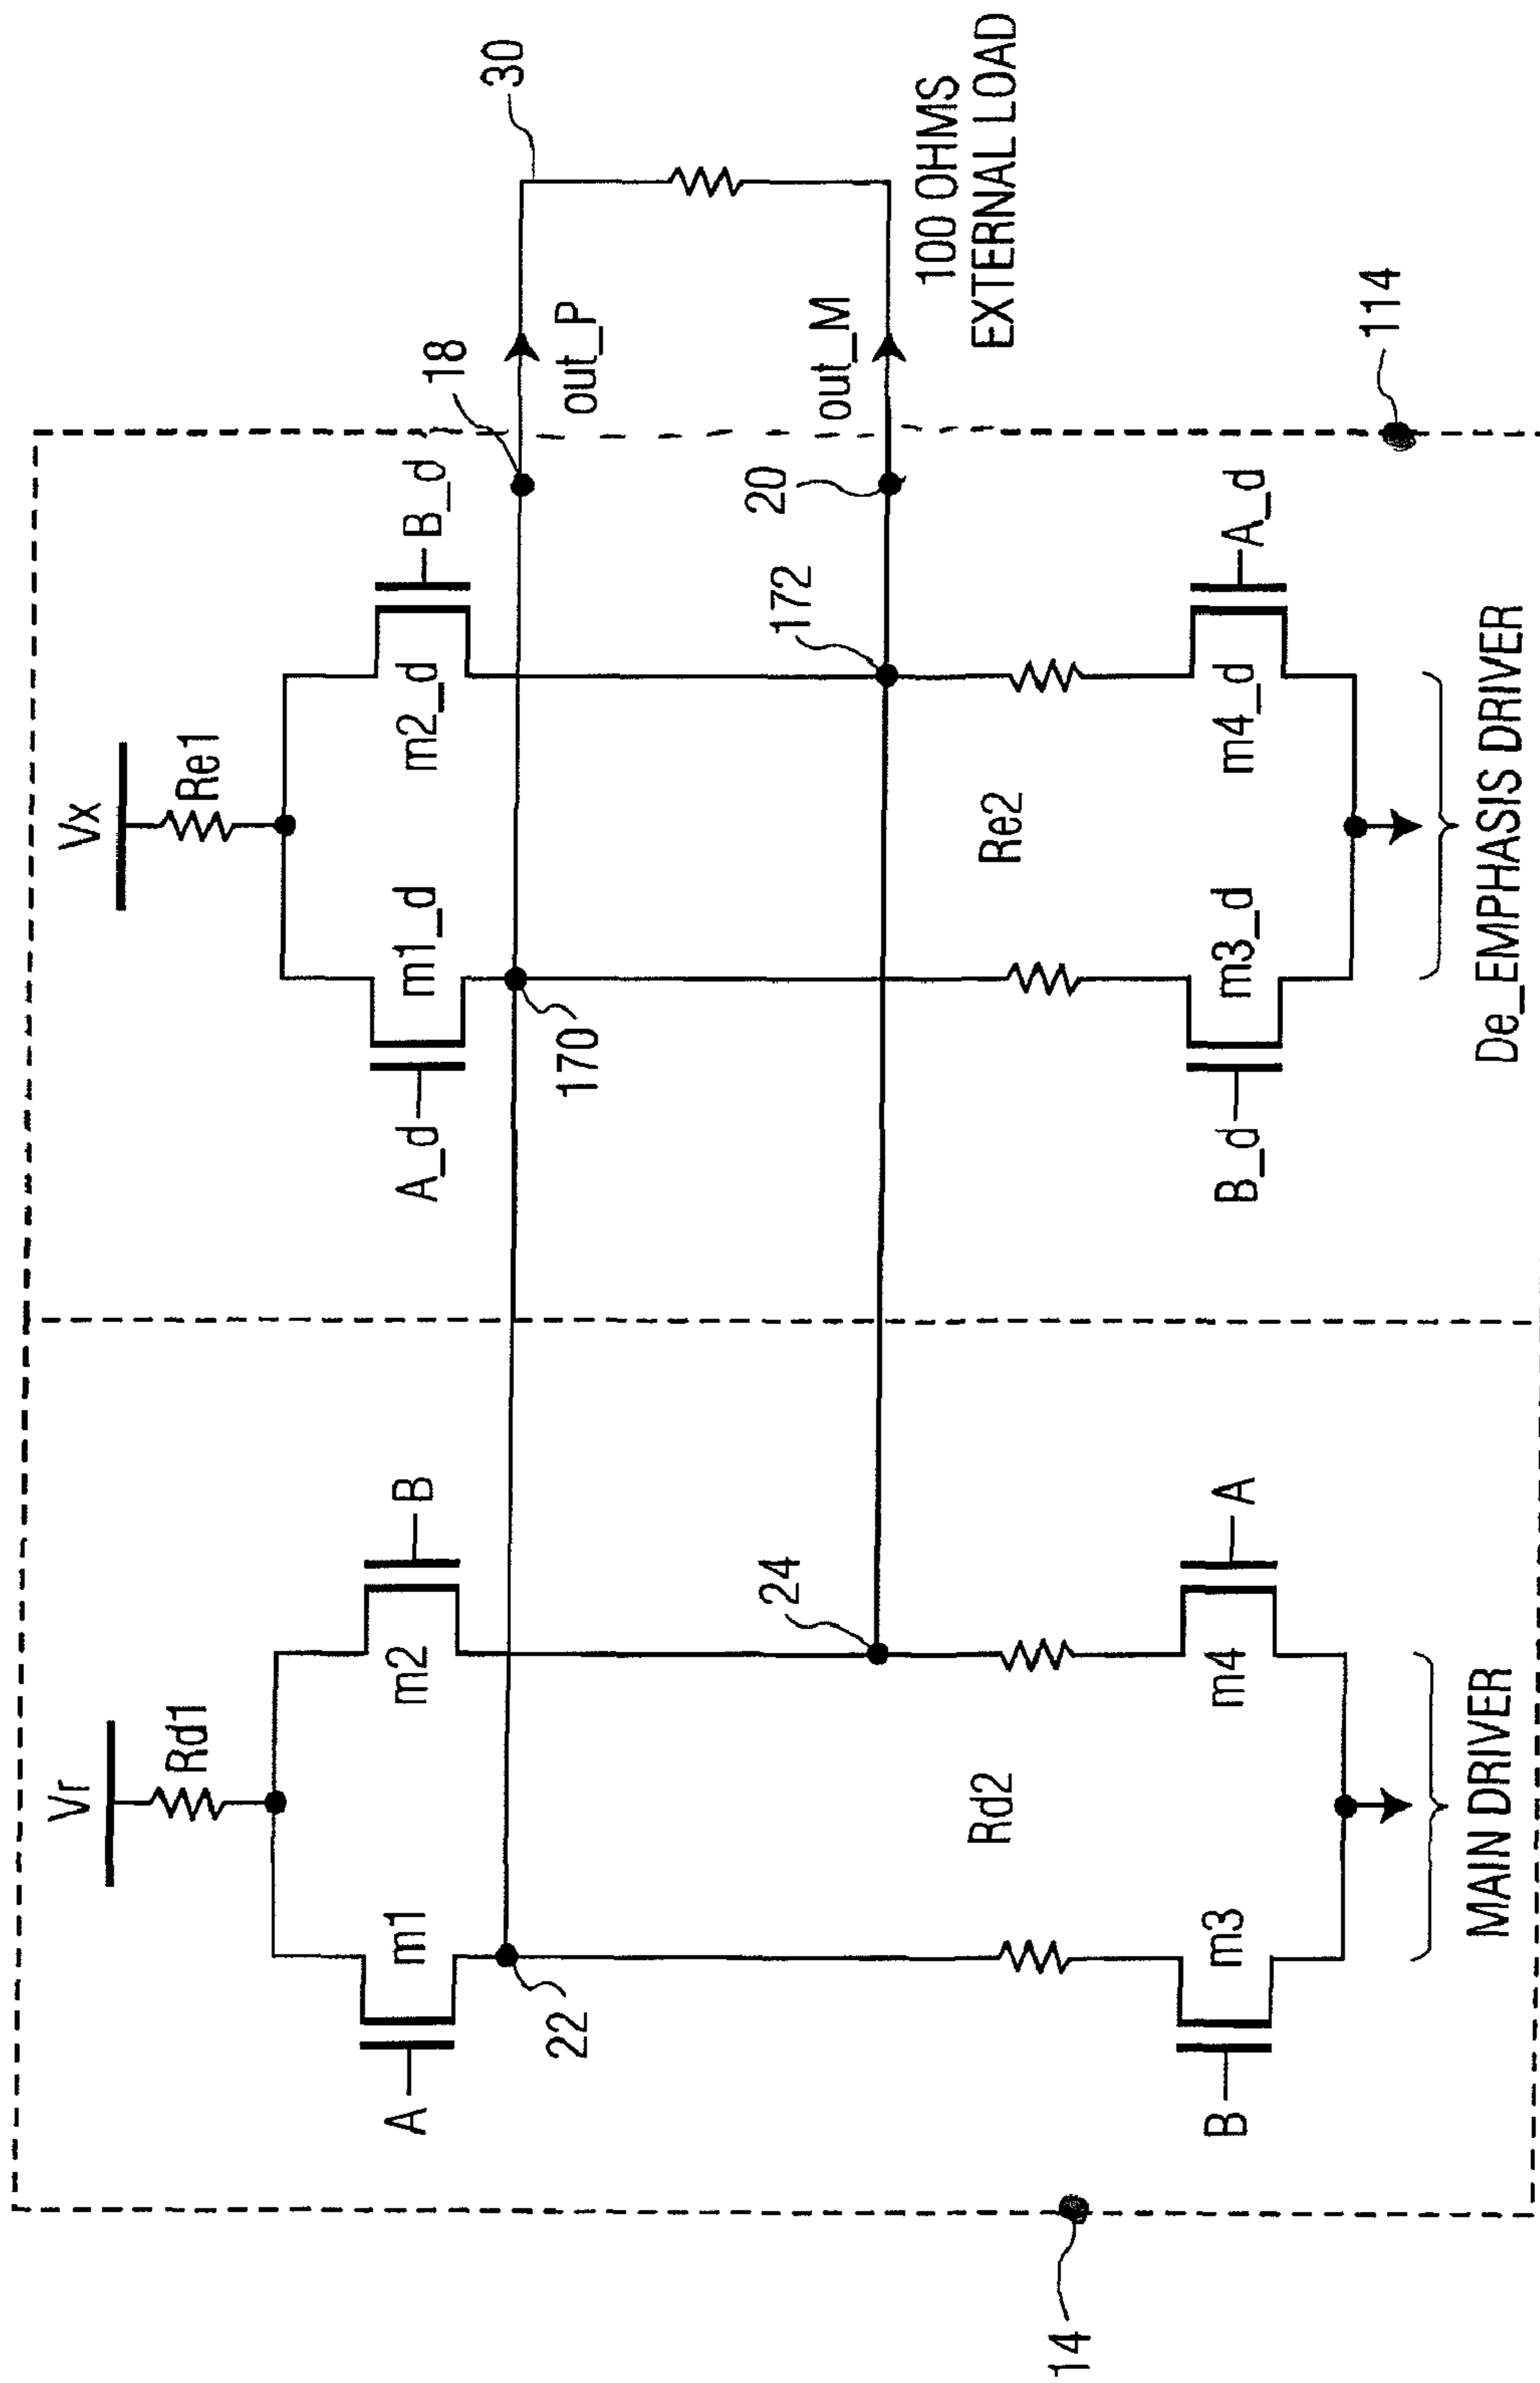 Vr
Rd1
A
m1
m2
B
22
24
Rd2
B
m3
m4
A
MAIN DRIVER
14
Vx
Re1
A_d
m1_d
m2_d
B_d
170
172
Re2
B_d
m3_d
m4_d
A_d
De_EMPHASIS DRIVER
18
20
out_P
out_M
30
100 OHMS
EXTERNAL LOAD
114